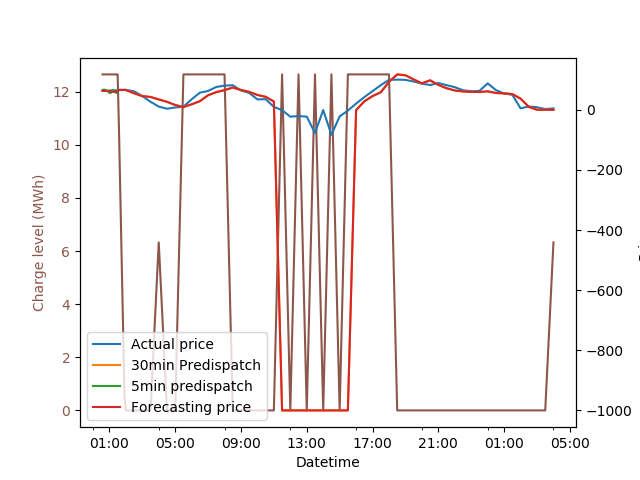 12
10
8
6
4
2
0
Charge level (MWh)
0
−200
−400
−600
−800
−1000
Actual price
30min Predispatch
5min predispatch
Forecasting price
01:00 05:00 09:00 13:00 17:00 21:00 01:00 05:00
Datetime